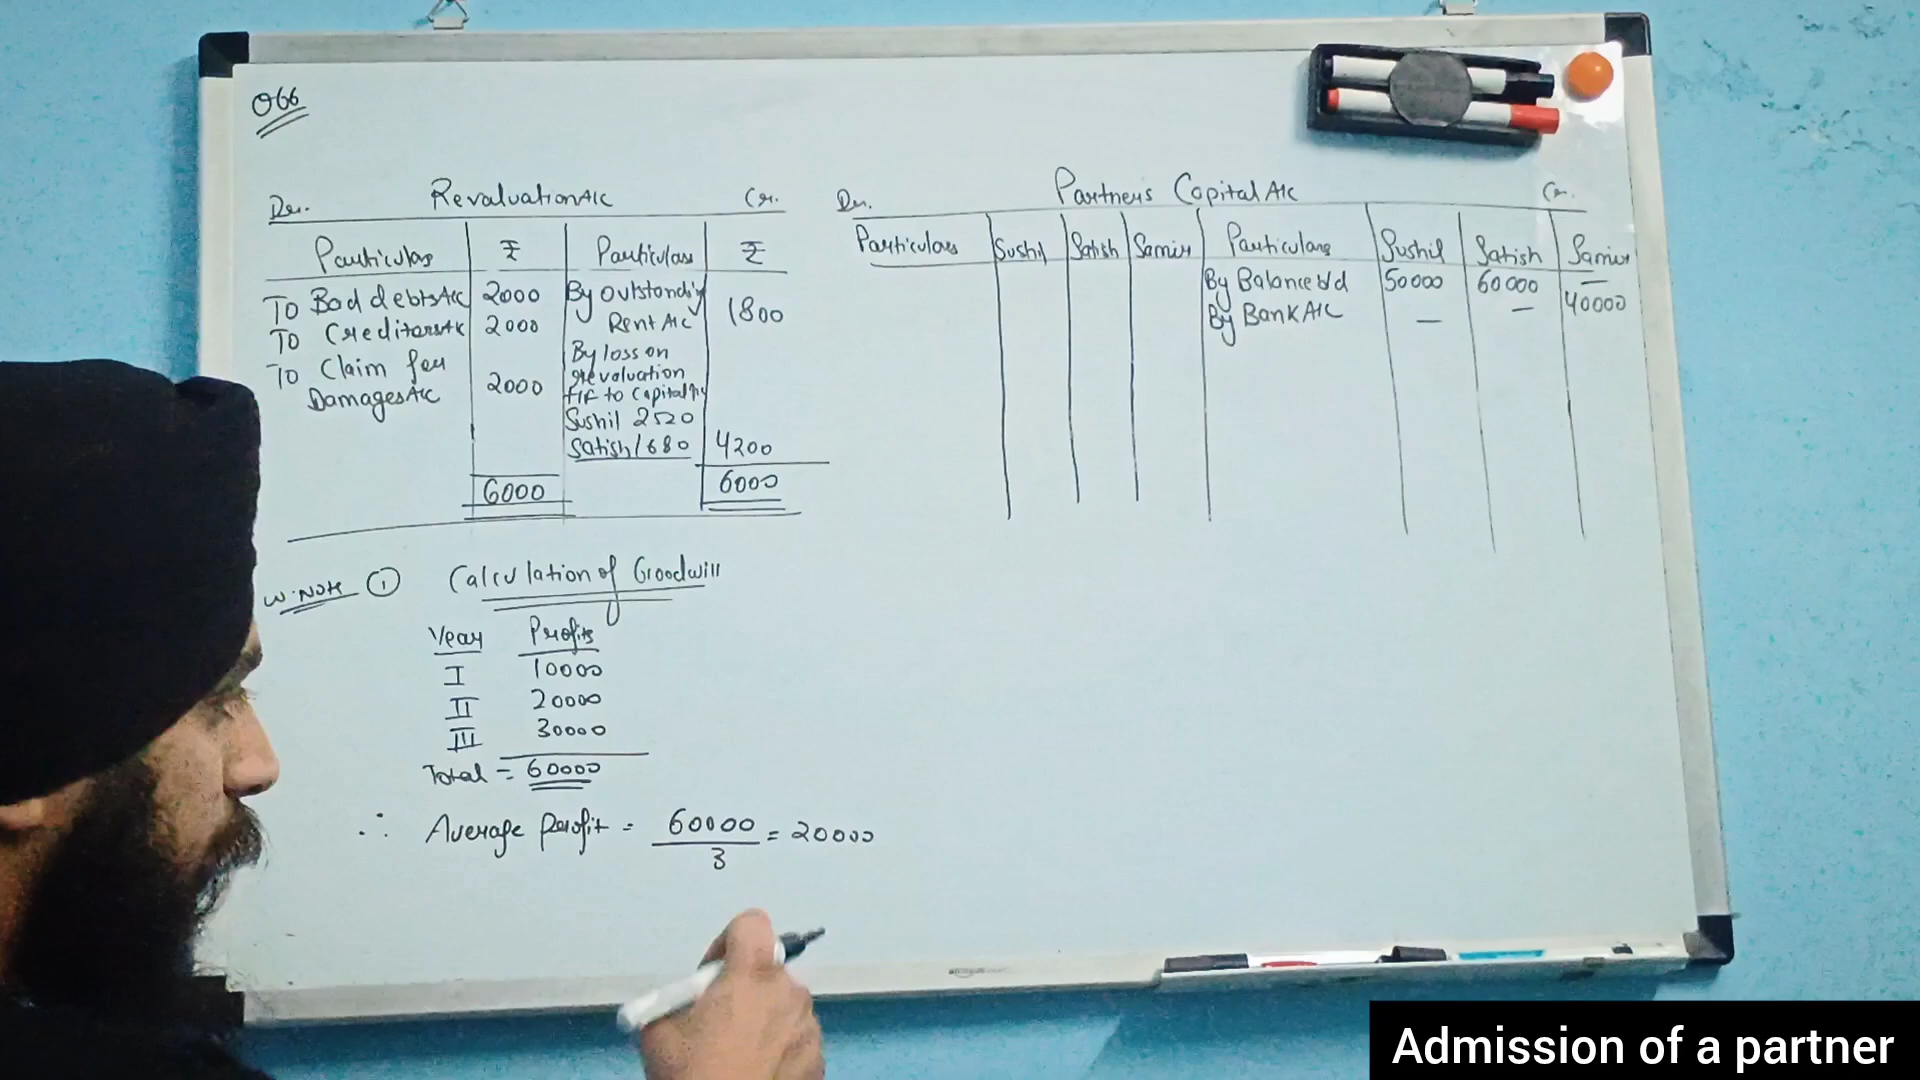 066
Dr. Revaluation A/c Cr.
Particulars ₹ Particulars ₹
To Bad debts A/c 2000 By outstanding
Rent A/c 1800
To Creditors A/c 2000
To Claim for
Damages A/c 2000
By loss on
revaluation
t/f to Capital A/c
Sushil 2520
Satish 1680 4200
6000 6000
Dr. Partner's Capital A/c Cr.
Particulars Sushil Satish Samir Particulars Sushil Satish Samir
By Balance b/d 50000 60000 —
By Bank A/c — — 40000
W. Note ① Calculation of Goodwill
Year Profits
I 10000
II 20000
III 30000
Total = 60000
∴ Average Profit = 60000/3 = 20000
Admission of a partner